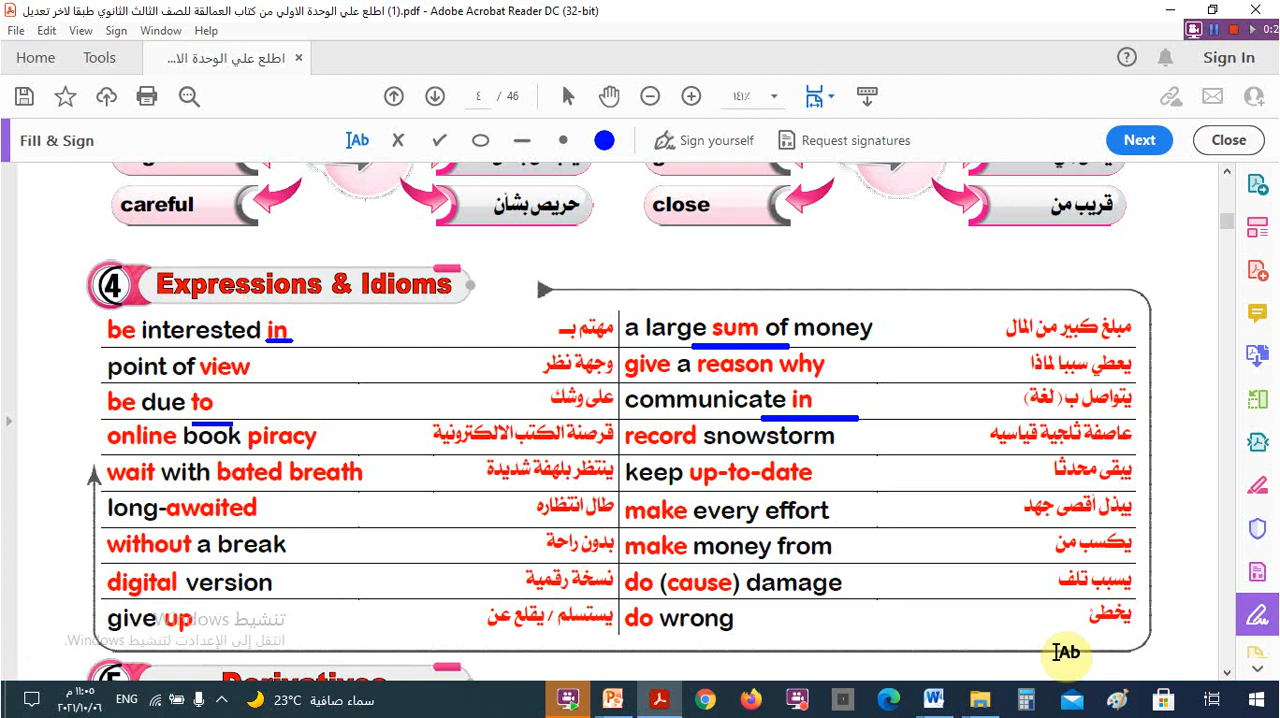 اطلع علي الوحدة الاولي من كتاب العمالقة للصف الثالث الثانوي طبقا لاخر تعديل (1).pdf - Adobe Acrobat Reader DC (32-bit)
File Edit View Sign Window Help
0:2
Home Tools اطلع علي الوحدة الا... × Sign In
٤ / 46 ١٤١٪
Fill & Sign Ab Sign yourself Request signatures Next Close
careful حريص بشأن close قريب من
4 Expressions & Idioms
be interested in مهتم بـ a large sum of money مبلغ كبير من المال
point of view وجهة نظر give a reason why يعطي سببا لماذا
be due to على وشك communicate in يتواصل ب ( لغة)
online book piracy قرصنة الكتب الالكترونية record snowstorm عاصفة ثلجية قياسيه
wait with bated breath ينتظر بلهفة شديدة keep up-to-date يبقى محدثا
long-awaited طال انتظاره make every effort يبذل أقصى جهد
without a break بدون راحة make money from يكسب من
digital version نسخة رقمية do (cause) damage يسبب تلف
give up يستسلم / يقلع عن do wrong يخطئ
تنشيط Windows
انتقل إلى الإعدادات لتنشيط Windows.
Ab
5 Derivatives
١١:٠٥ م ENG 23°C سماء صافية
٢٠٢١/١٠/٠٦